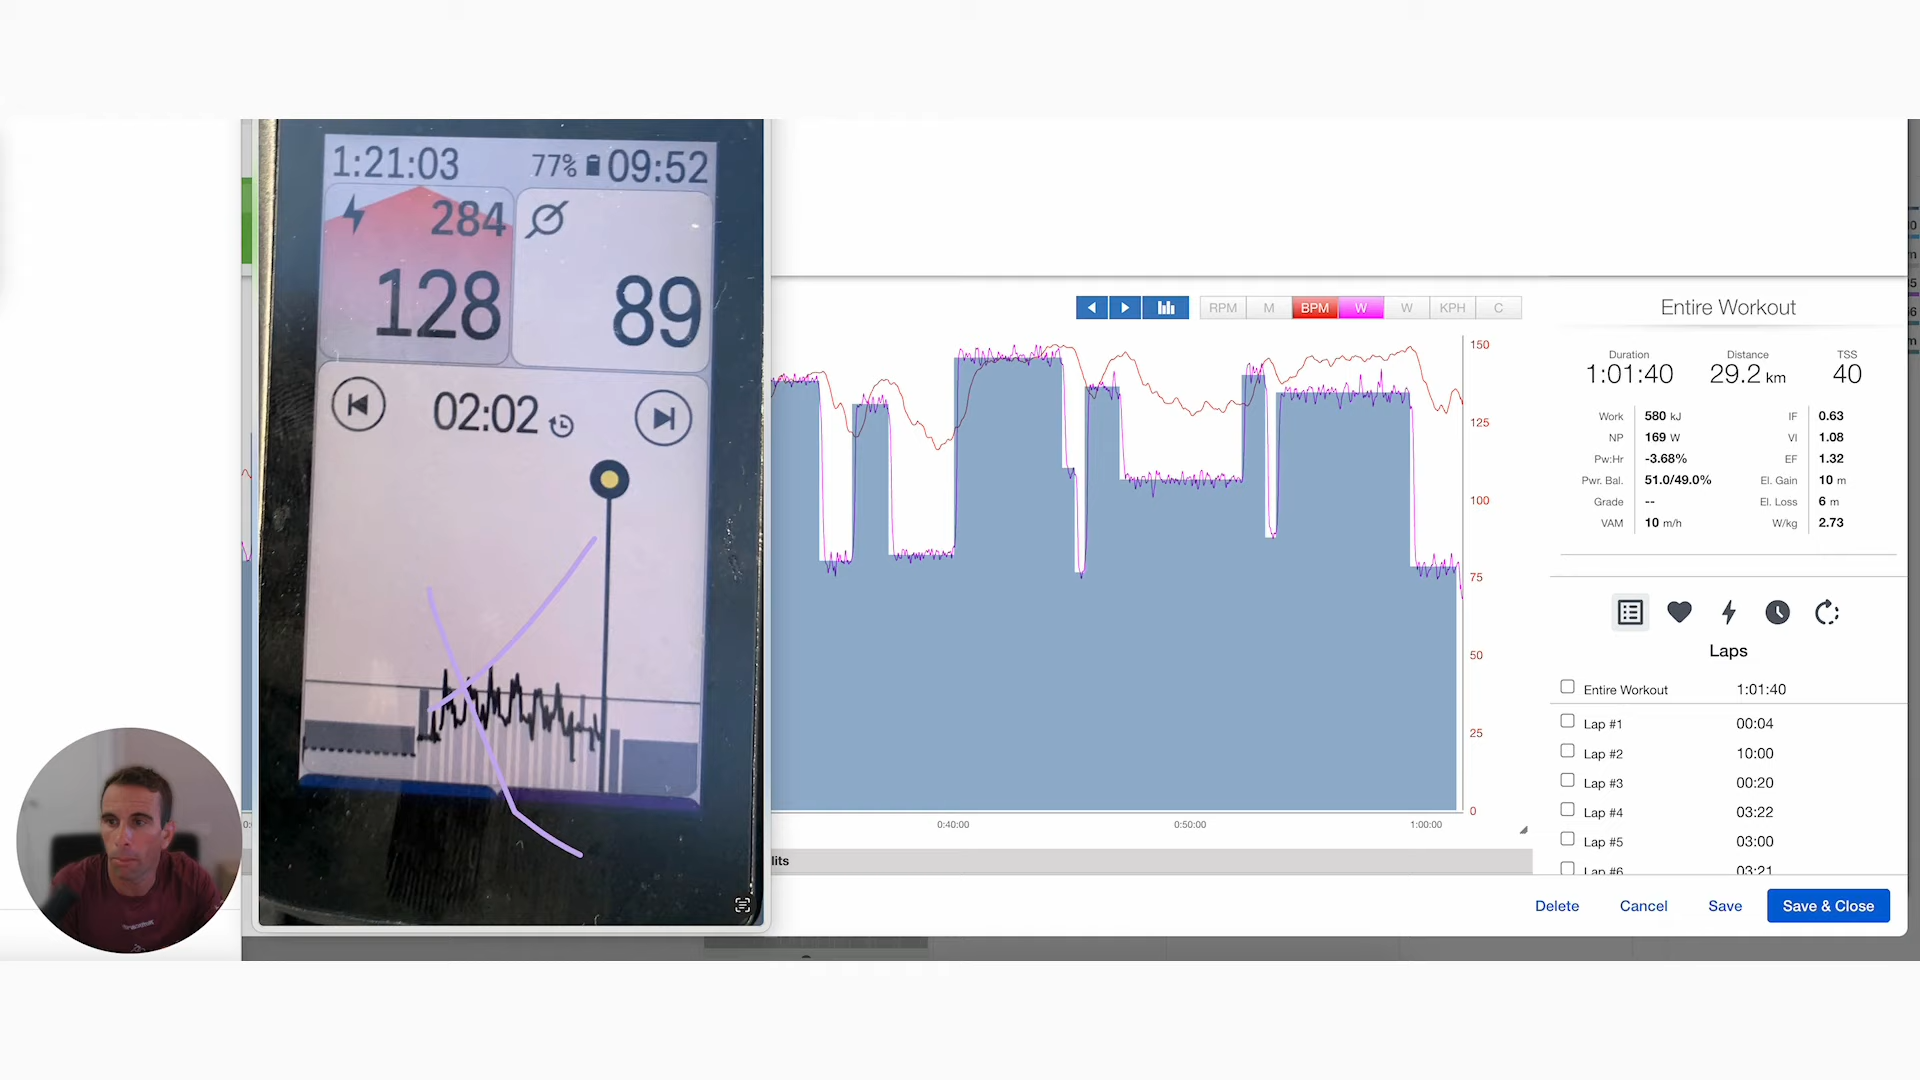 1:21:03 77% 09:52
284
128 89
02:02
RPM M BPM W W KPH C
150
125
100
75
50
25
0
0:40:00 0:50:00 1:00:00
lits
Entire Workout
Duration Distance TSS
1:01:40 29.2 km 40
Work 580 kJ IF 0.63
NP 169 W VI 1.08
Pw:Hr -3.68% EF 1.32
Pwr. Bal. 51.0/49.0% El. Gain 10 m
Grade -- El. Loss 6 m
VAM 10 m/h W/kg 2.73
Laps
Entire Workout 1:01:40
Lap #1 00:04
Lap #2 10:00
Lap #3 00:20
Lap #4 03:22
Lap #5 03:00
Lap #6 03:21
Delete Cancel Save Save & Close